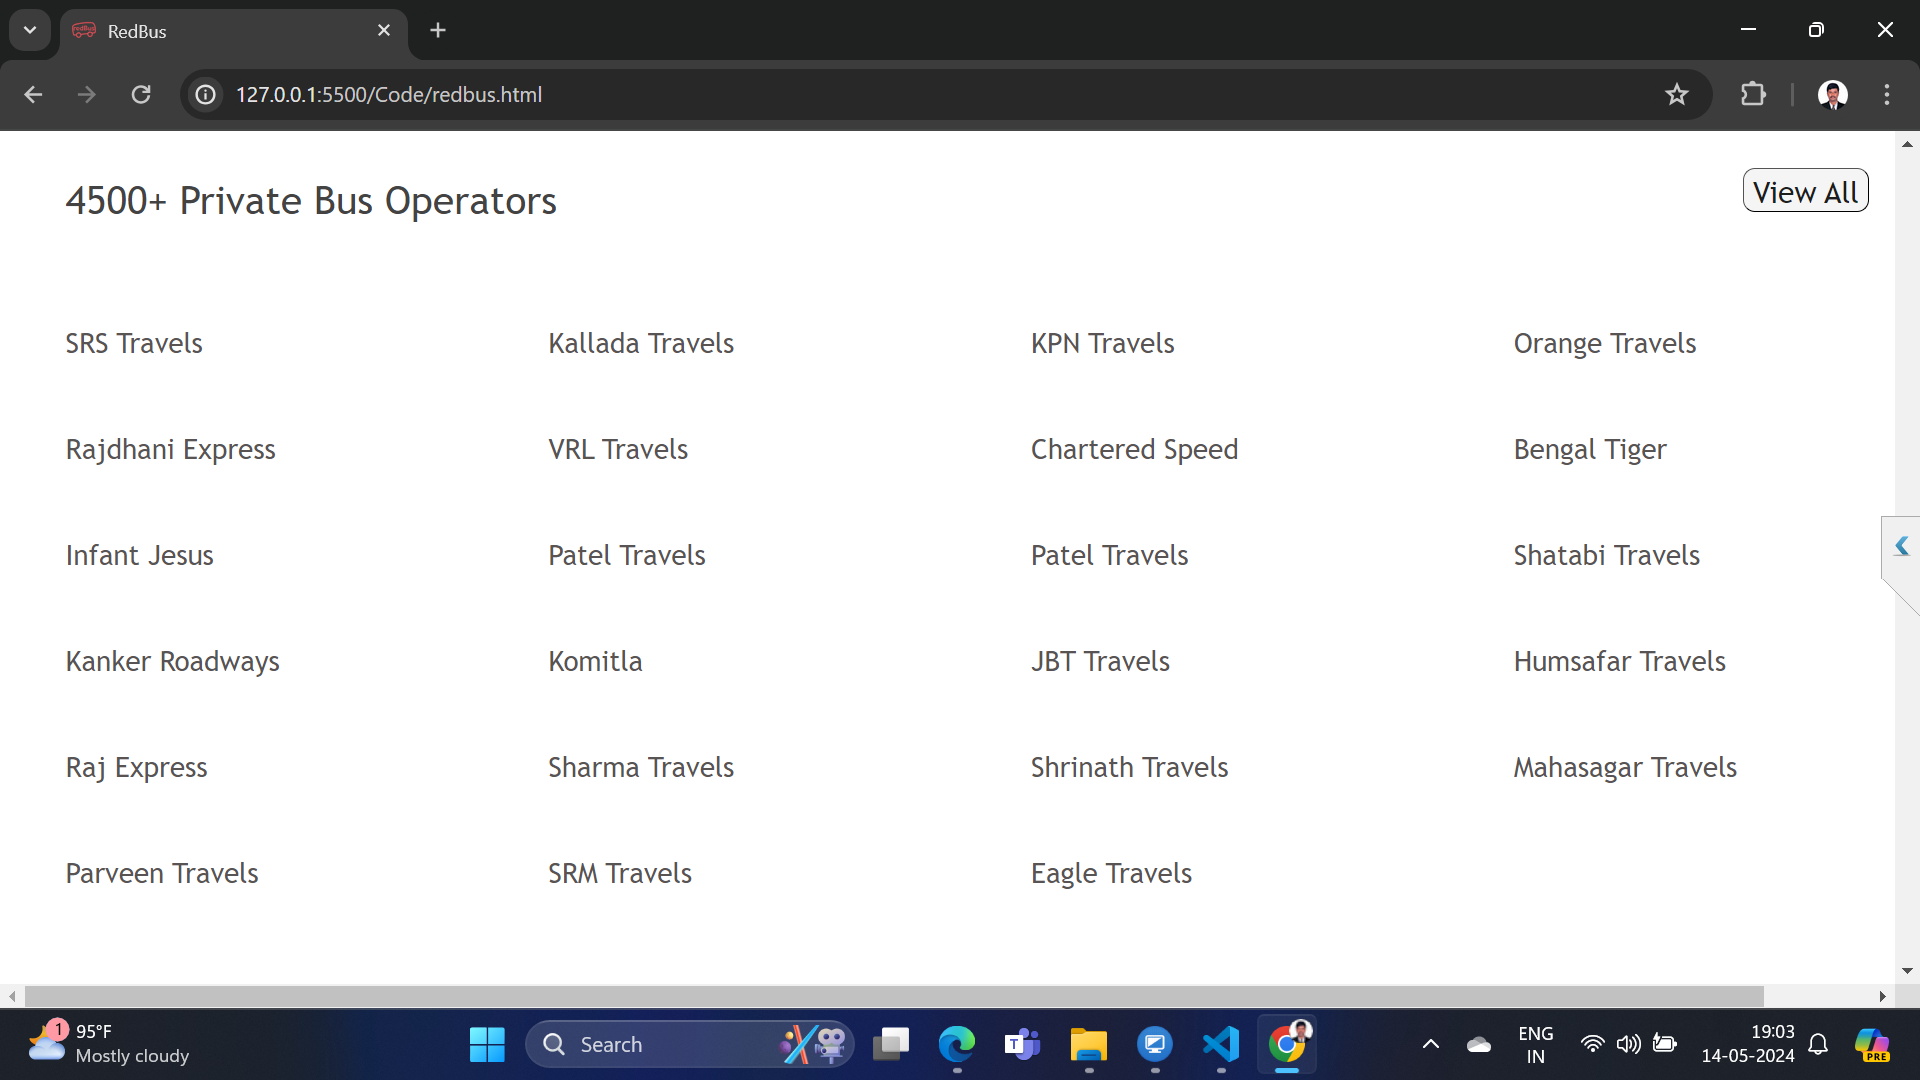 RedBus
127.0.0.1:5500/Code/redbus.html
4500+ Private Bus Operators
View All
SRS Travels Kallada Travels KPN Travels Orange Travels
Rajdhani Express VRL Travels Chartered Speed Bengal Tiger
Infant Jesus Patel Travels Patel Travels Shatabi Travels
Kanker Roadways Komitla JBT Travels Humsafar Travels
Raj Express Sharma Travels Shrinath Travels Mahasagar Travels
Parveen Travels SRM Travels Eagle Travels
1
95°F
Mostly cloudy
Search
T
ENG
IN
19:03
14-05-2024
PRE